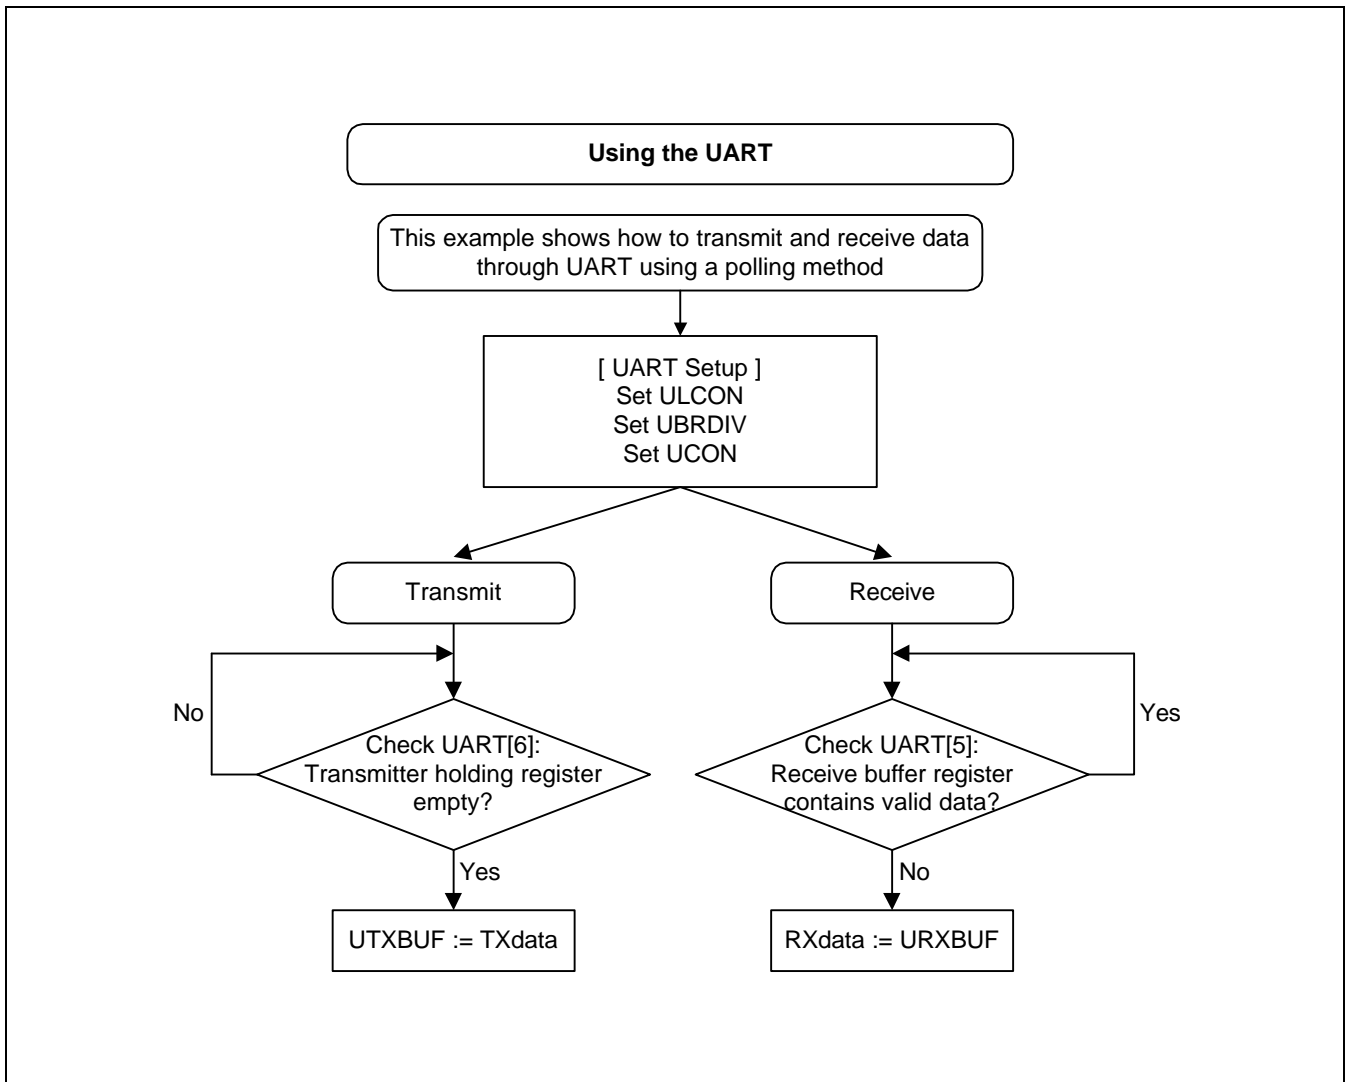 Using the UART
This example shows how to transmit and receive data
through UART using a polling method
[ UART Setup ]
Set ULCON
Set UBRDIV
Set UCON
Transmit
Receive
No
Yes
Check UART[6]:
Transmitter holding register
empty?
Check UART[5]:
Receive buffer register
contains valid data?
Yes
No
UTXBUF := TXdata
RXdata := URXBUF